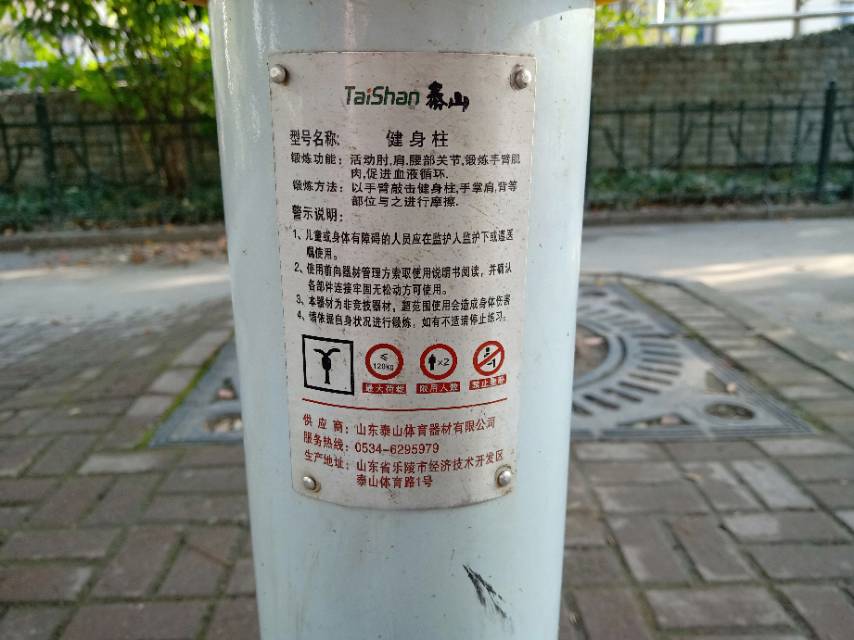 TaiShan 泰山
型号名称: 健身柱
锻炼功能: 活动肘.肩.腰部关节,锻炼手臂肌
肉,促进血液循环.
锻炼方法: 以手臂敲击健身柱,手掌肩,背等
部位与之进行摩擦.
警示说明:
1、儿童或身体有障碍的人员应在监护人监护下或遵医
嘱使用。
2、使用前向器材管理方索取使用说明书阅读，并确认
各部件连接牢固无松动方可使用。
3、本器材为非竞技器材，超范围使用会造成身体伤害
4、请依据自身状况进行锻炼，如有不适请停止练习。
≤
120kg
×2
最大荷载 限用人数 禁止
供应商: 山东泰山体育器材有限公司
服务热线: 0534-6295979
生产地址: 山东省乐陵市经济技术开发区
泰山体育路1号